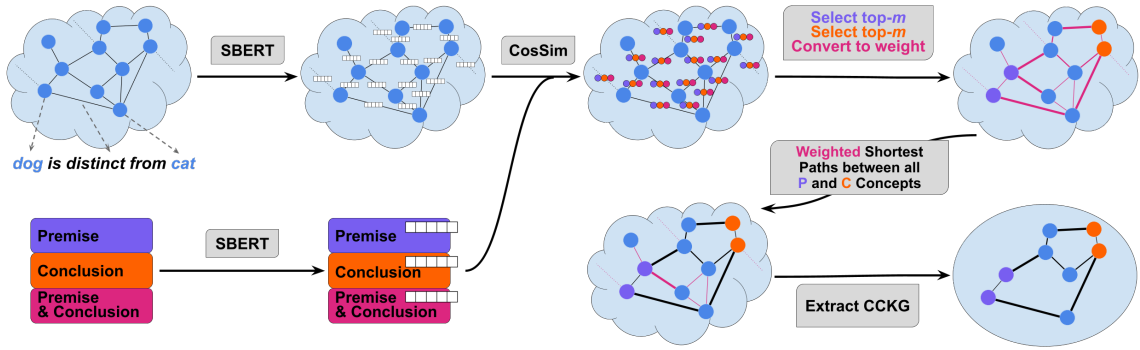 SBERT
CosSim
Select top-m
Select top-m
Convert to weight
dog is distinct from cat
Weighted Shortest
Paths between all
P and C Concepts
Premise
Conclusion
Premise
& Conclusion
SBERT
Premise
Conclusion
Premise
& Conclusion
Extract CCKG